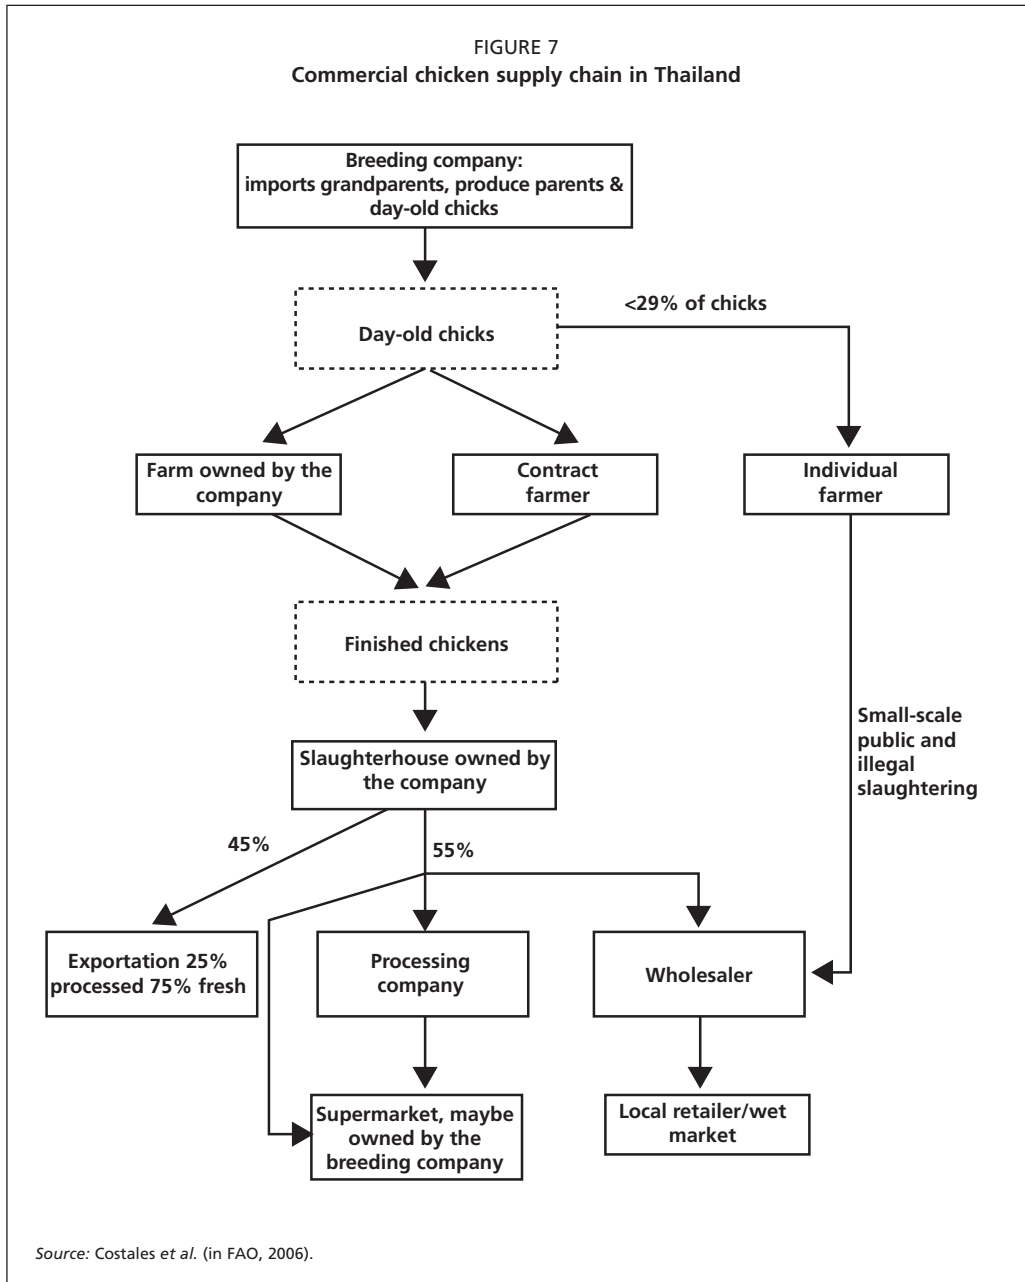 FIGURE 7
Commercial chicken supply chain in Thailand
Breeding company:
imports grandparents, produce parents &
day-old chicks
<29% of chicks
Day-old chicks
Farm owned by the
company
Contract
farmer
Individual
farmer
Finished chickens
Small-scale
public and
illegal
slaughtering
Slaughterhouse owned by
the company
45%
55%
Exportation 25%
processed 75% fresh
Processing
company
Wholesaler
Supermarket, maybe
owned by the
breeding company
Local retailer/wet
market
Source: Costales et al. (in FAO, 2006).